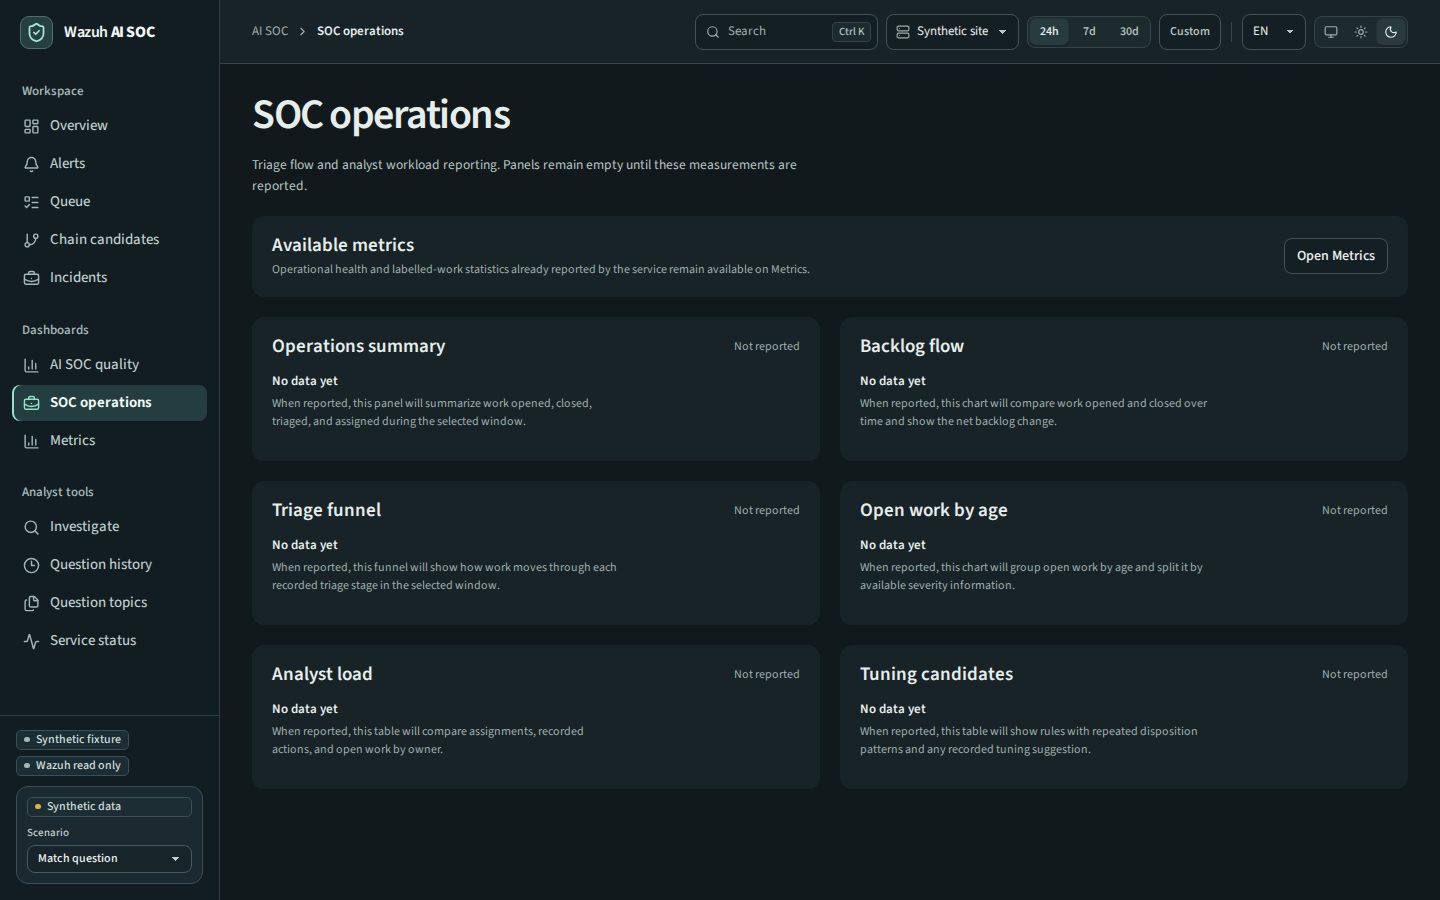 Wazuh AI SOC
Workspace
Overview
Alerts
Queue
Chain candidates
Incidents
Dashboards
AI SOC quality
SOC operations
Metrics
Analyst tools
Investigate
Question history
Question topics
Service status
Synthetic fixture
Wazuh read only
Synthetic data
Scenario
Match question
AI SOC > SOC operations
Search Ctrl K
Synthetic site
24h 7d 30d
Custom
EN
SOC operations
Triage flow and analyst workload reporting. Panels remain empty until these measurements are
reported.
Available metrics
Operational health and labelled-work statistics already reported by the service remain available on Metrics.
Open Metrics
Operations summary
Not reported
No data yet
When reported, this panel will summarize work opened, closed,
triaged, and assigned during the selected window.
Backlog flow
Not reported
No data yet
When reported, this chart will compare work opened and closed over
time and show the net backlog change.
Triage funnel
Not reported
No data yet
When reported, this funnel will show how work moves through each
recorded triage stage in the selected window.
Open work by age
Not reported
No data yet
When reported, this chart will group open work by age and split it by
available severity information.
Analyst load
Not reported
No data yet
When reported, this table will compare assignments, recorded
actions, and open work by owner.
Tuning candidates
Not reported
No data yet
When reported, this table will show rules with repeated disposition
patterns and any recorded tuning suggestion.